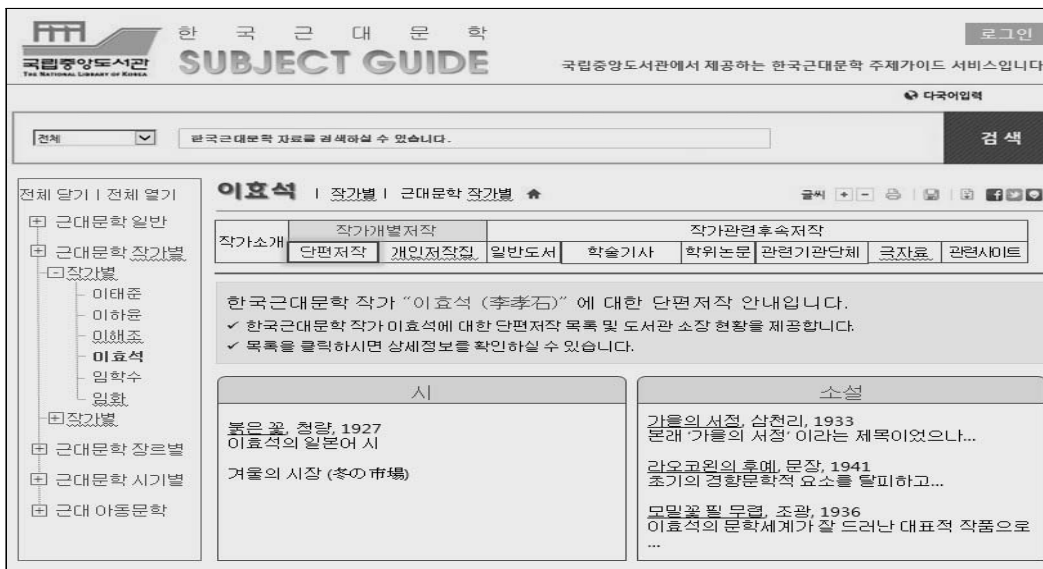 한국근대문학
국립중앙도서관
THE NATIONAL LIBRARY OF KOREA
SUBJECT GUIDE
로그인
국립중앙도서관에서 제공하는 한국근대문학 주제가이드 서비스입니다
다국어입력
전체
한국근대문학 자료를 검색하실 수 있습니다.
검색
전체 닫기 | 전체 열기
근대문학 일반
근대문학 작가별
작가별
이태준
이하윤
이해조
이효석
임학수
임화
작가별
근대문학 장르별
근대문학 시기별
근대 아동문학
이효석 | 작가별 | 근대문학 작가별
글씨 + -
작가소개
작가개별저작
작가관련후속저작
단편저작 개인저작집 일반도서 학술기사 학위논문 관련기관단체 극자료 관련사이트
한국근대문학 작가 “이효석 (李孝石)” 에 대한 단편저작 안내입니다.
✓ 한국근대문학 작가 이효석에 대한 단편저작 목록 및 도서관 소장 현황을 제공합니다.
✓ 목록을 클릭하시면 상세정보를 확인하실 수 있습니다.
시
붉은 꽃, 청량, 1927
이효석의 일본어 시
겨울의 시장 (冬の市場)
소설
가을의 서정, 삼천리, 1933
본래 ‘가을의 서정’ 이라는 제목이었으나...
라오코윈의 후예, 문장, 1941
초기의 경향문학적 요소를 탈피하고...
모밀꽃 필 무렵, 조광, 1936
이효석의 문학세계가 잘 드러난 대표적 작품으로
...